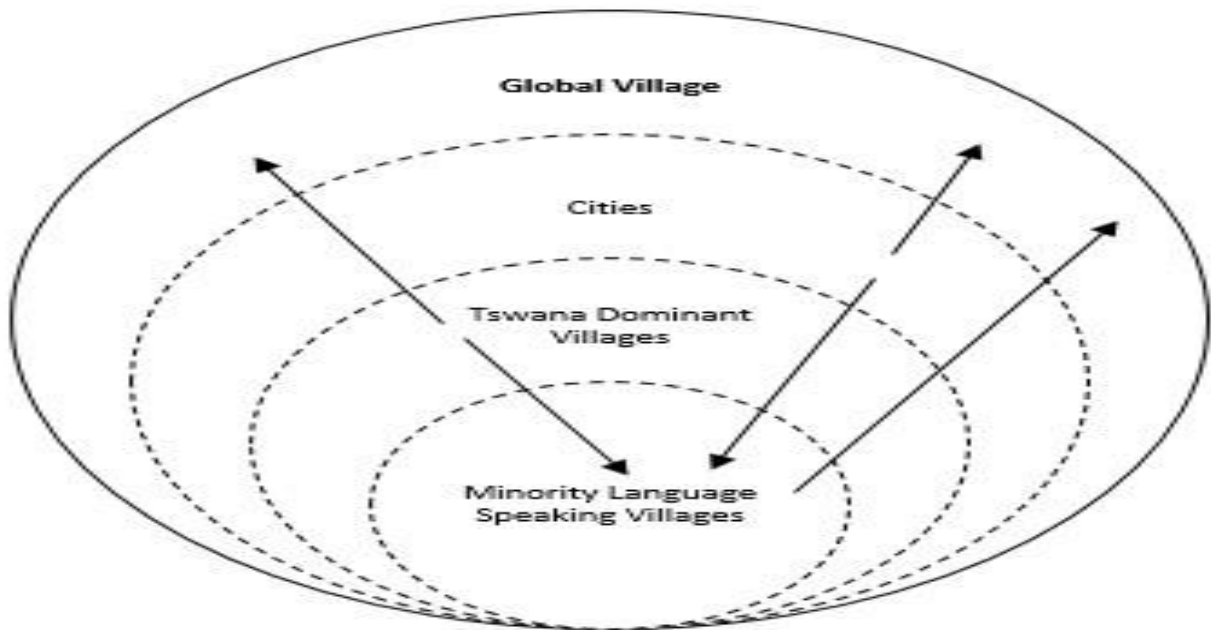 Global Village
Cities
Tswana Dominant
Villages
Minority Language
Speaking Villages